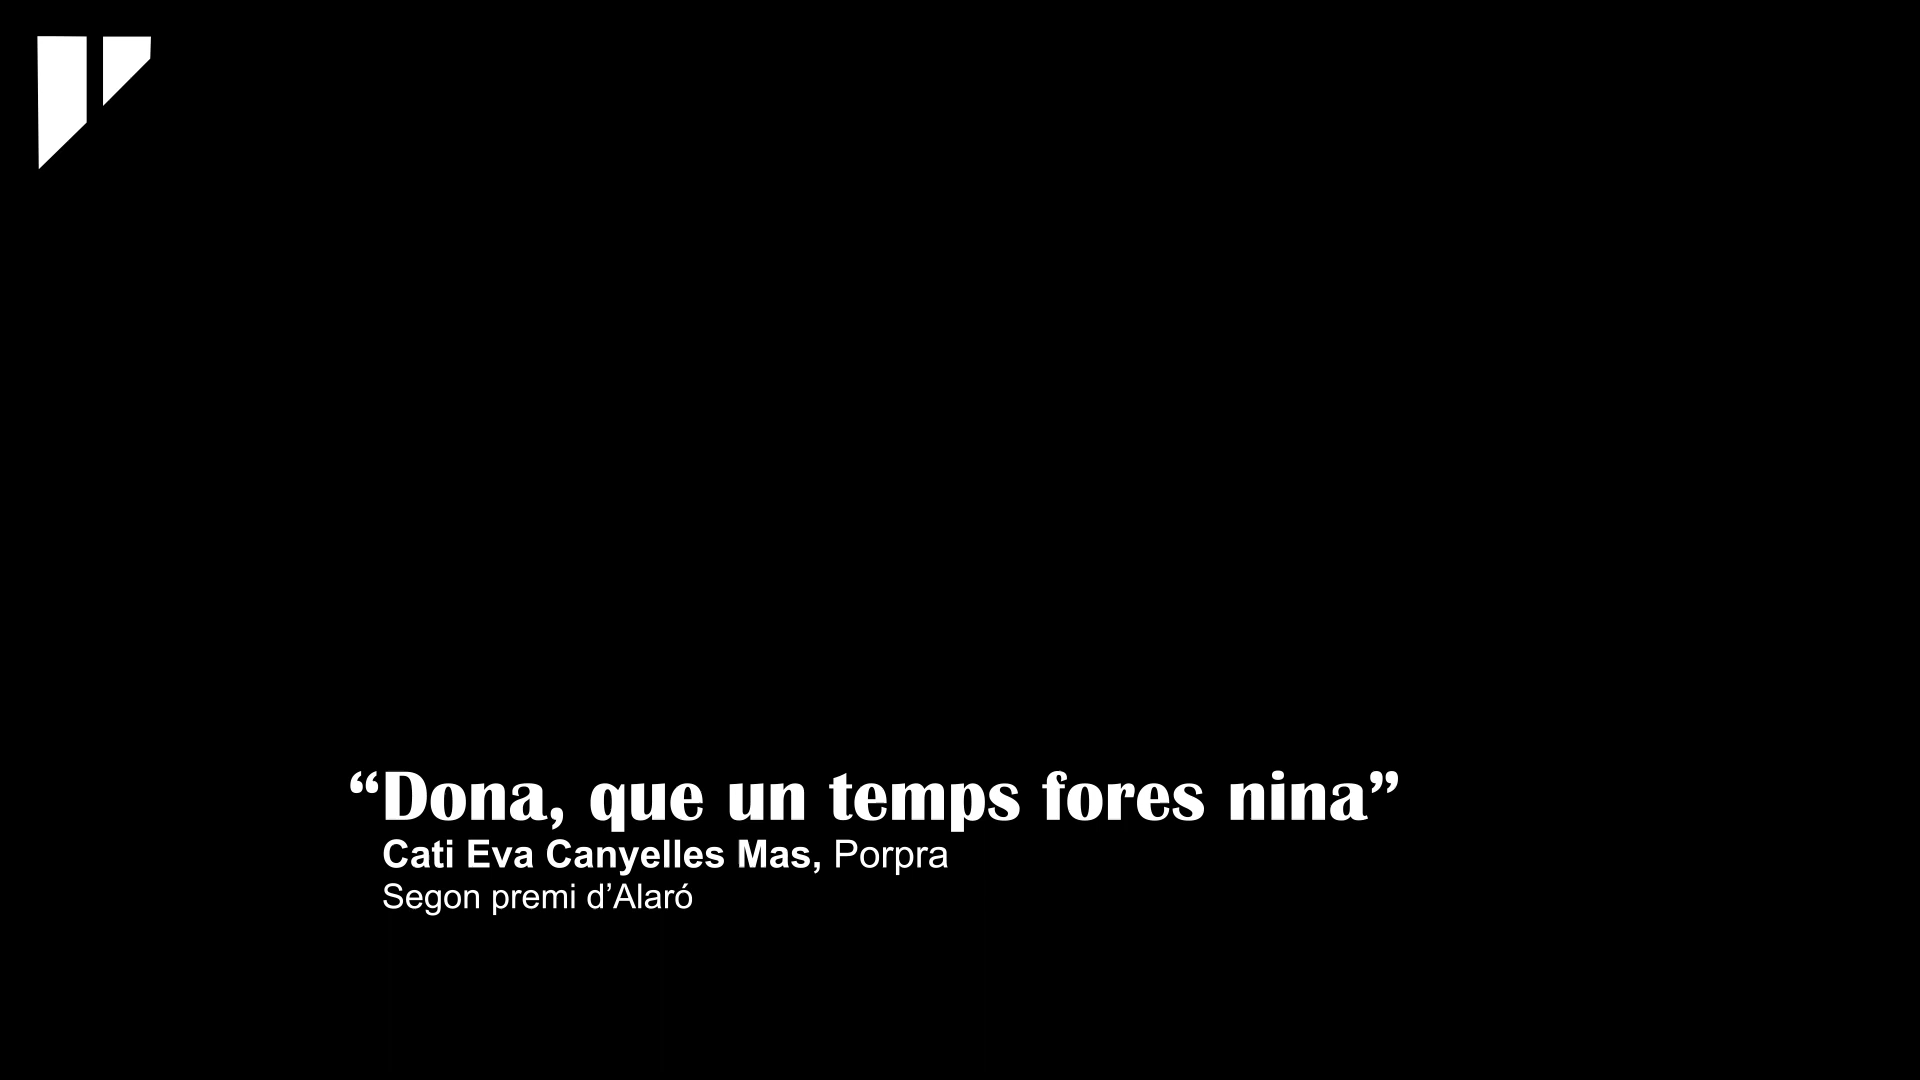 “Dona, que un temps fores nina”
Cati Eva Canyelles Mas, Porpra
Segon premi d’Alaró